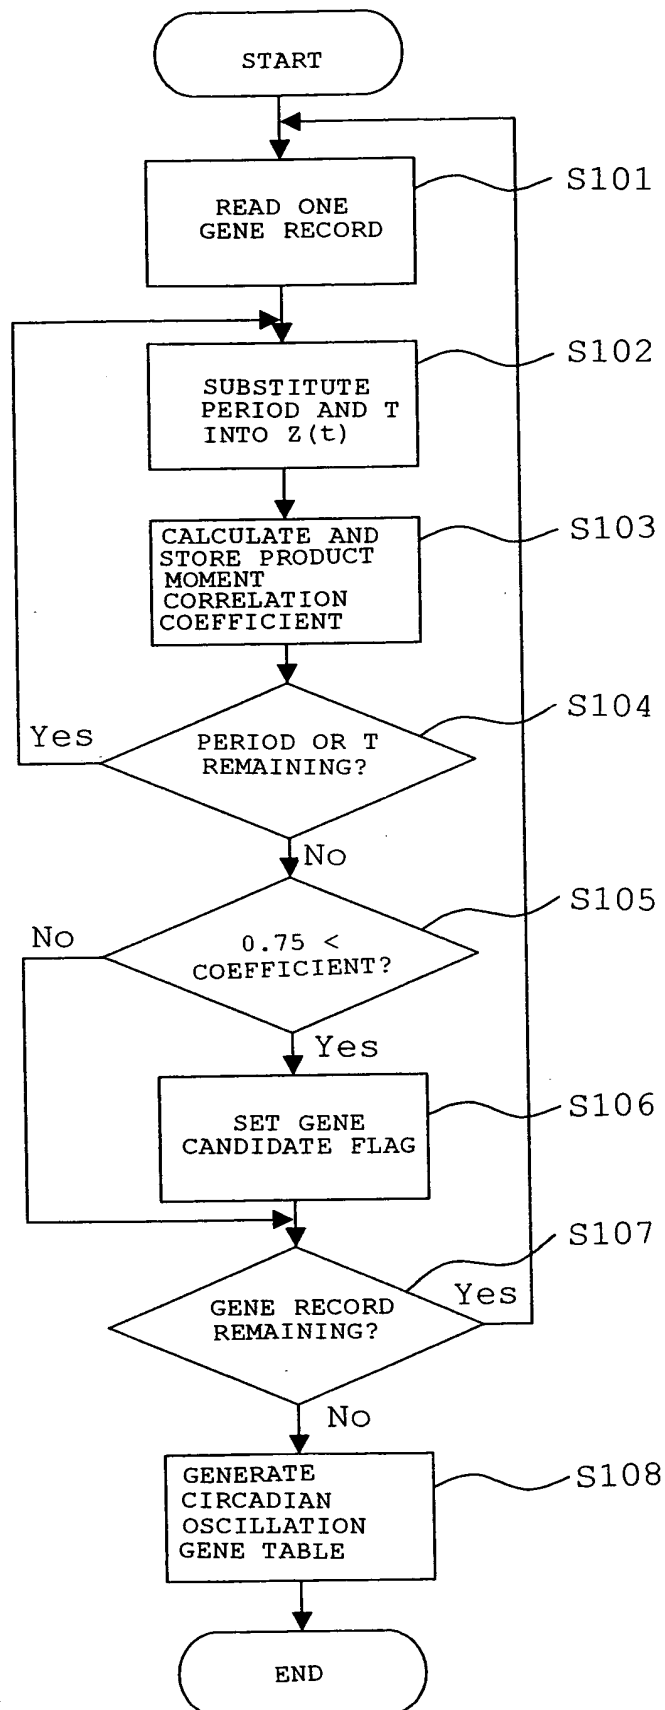 START
READ ONE
GENE RECORD
S101
SUBSTITUTE
PERIOD AND T
INTO Z(t)
S102
CALCULATE AND
STORE PRODUCT
MOMENT
CORRELATION
COEFFICIENT
S103
PERIOD OR T
REMAINING?
S104
Yes
No
0.75 <
COEFFICIENT?
S105
No
Yes
SET GENE
CANDIDATE FLAG
S106
GENE RECORD
REMAINING?
S107
Yes
No
GENERATE
CIRCADIAN
OSCILLATION
GENE TABLE
S108
END